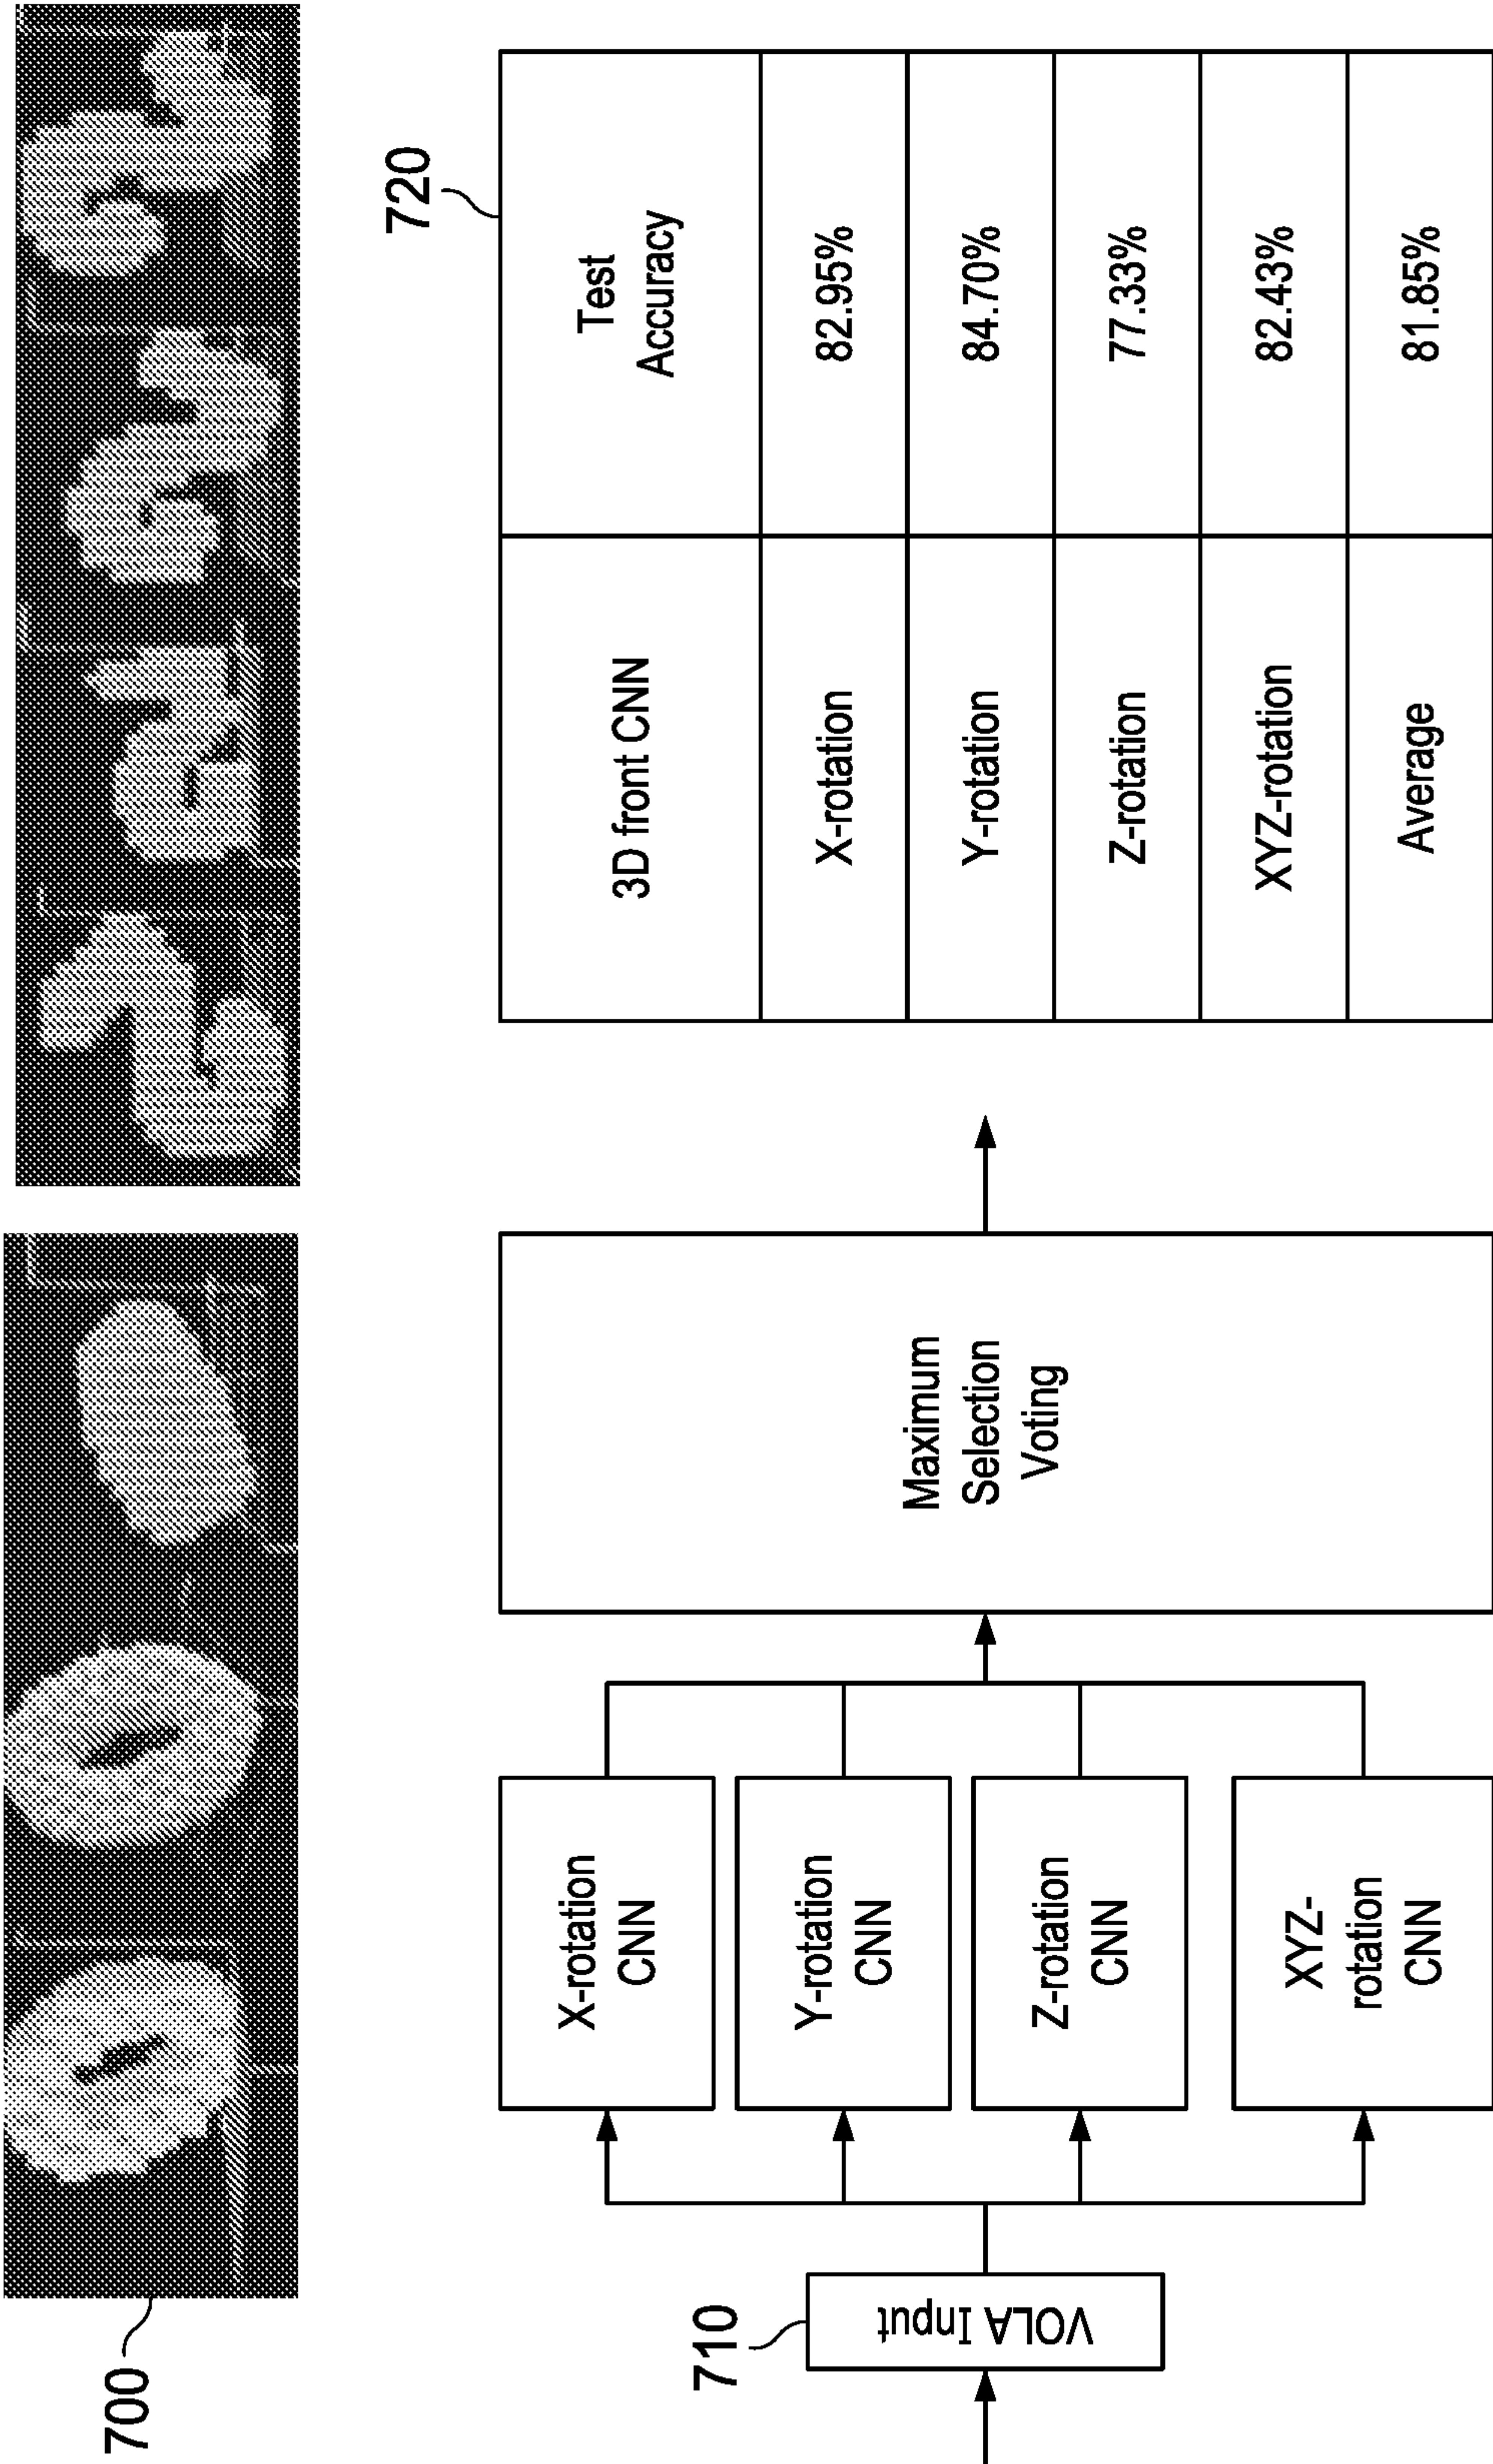 700
710
VOLA Input
X-rotation
CNN
Y-rotation
CNN
Z-rotation
CNN
XYZ-
rotation
CNN
Maximum
Selection
Voting
720
3D front CNN
Test
Accuracy
X-rotation
82.95%
Y-rotation
84.70%
Z-rotation
77.33%
XYZ-rotation
82.43%
Average
81.85%